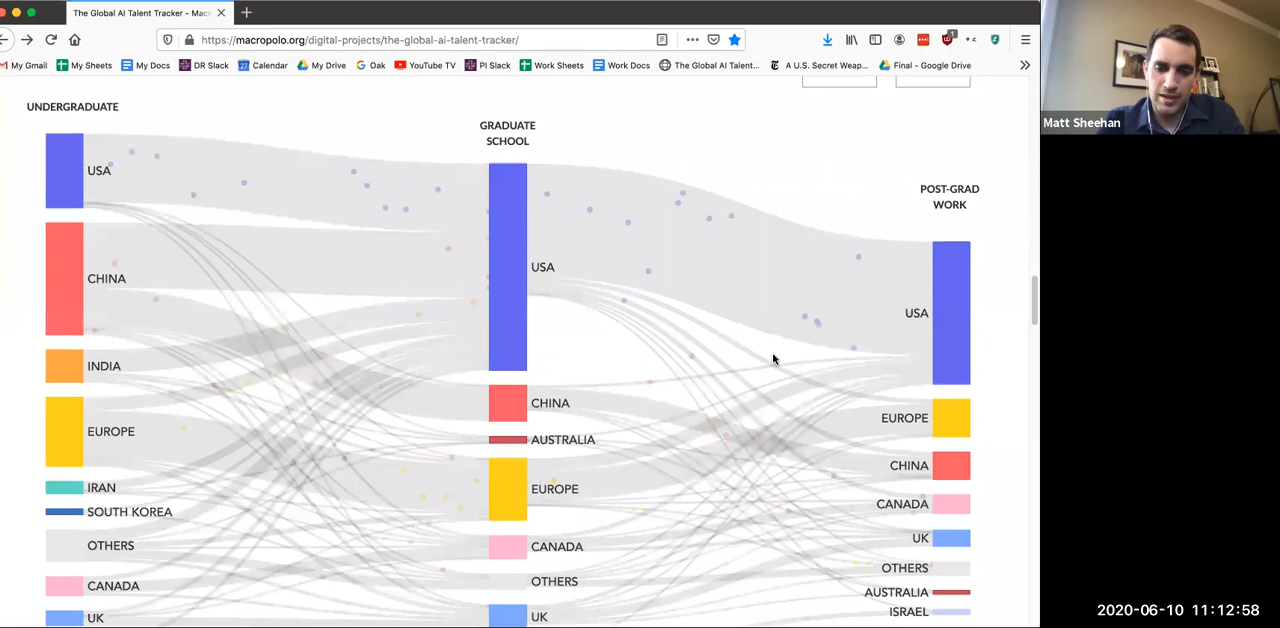 The Global AI Talent Tracker - Mac
https://macropolo.org/digital-projects/the-global-ai-talent-tracker/
My Gmail
My Sheets
My Docs
DR Slack
Calendar
My Drive
Oak
YouTube TV
PI Slack
Work Sheets
Work Docs
The Global AI Talent...
A U.S. Secret Weap...
Final - Google Drive
Matt Sheehan
UNDERGRADUATE
GRADUATE
SCHOOL
POST-GRAD
WORK
USA
CHINA
INDIA
EUROPE
IRAN
SOUTH KOREA
OTHERS
CANADA
UK
USA
CHINA
AUSTRALIA
EUROPE
CANADA
OTHERS
UK
USA
EUROPE
CHINA
CANADA
UK
OTHERS
AUSTRALIA
ISRAEL
2020-06-10 11:12:58